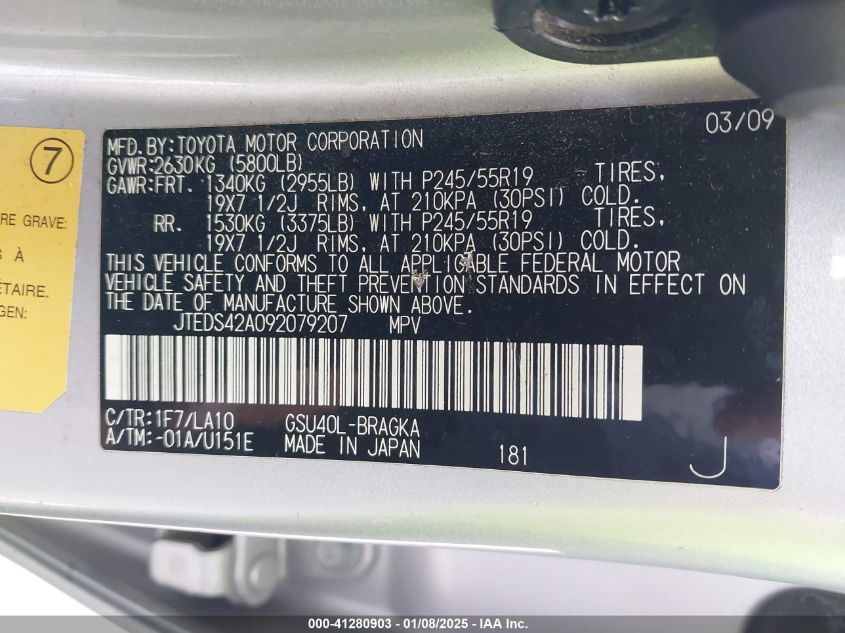 03/09
MFD. BY: TOYOTA MOTOR CORPORATION
GVWR: 2630KG (5800LB)
GAWR: FRT. 1340KG (2955LB) WITH P245/55R19 TIRES,
19X7 1/2J RIMS, AT 210KPA (30PSI) COLD.
RR. 1530KG (3375LB) WITH P245/55R19 TIRES,
19X7 1/2J RIMS, AT 210KPA (30PSI) COLD.
THIS VEHICLE CONFORMS TO ALL APPLICABLE FEDERAL MOTOR
VEHICLE SAFETY AND THEFT PREVENTION STANDARDS IN EFFECT ON
THE DATE OF MANUFACTURE SHOWN ABOVE.
JTEDS42A092079207 MPV
C/TR: 1F7/LA10 GSU40L-BRAGKA
A/TM: -01A/U151E MADE IN JAPAN 181 J
7
RE GRAVE:
S À
ÉTAIRE.
GEN:
000-41280903 - 01/08/2025 - IAA Inc.